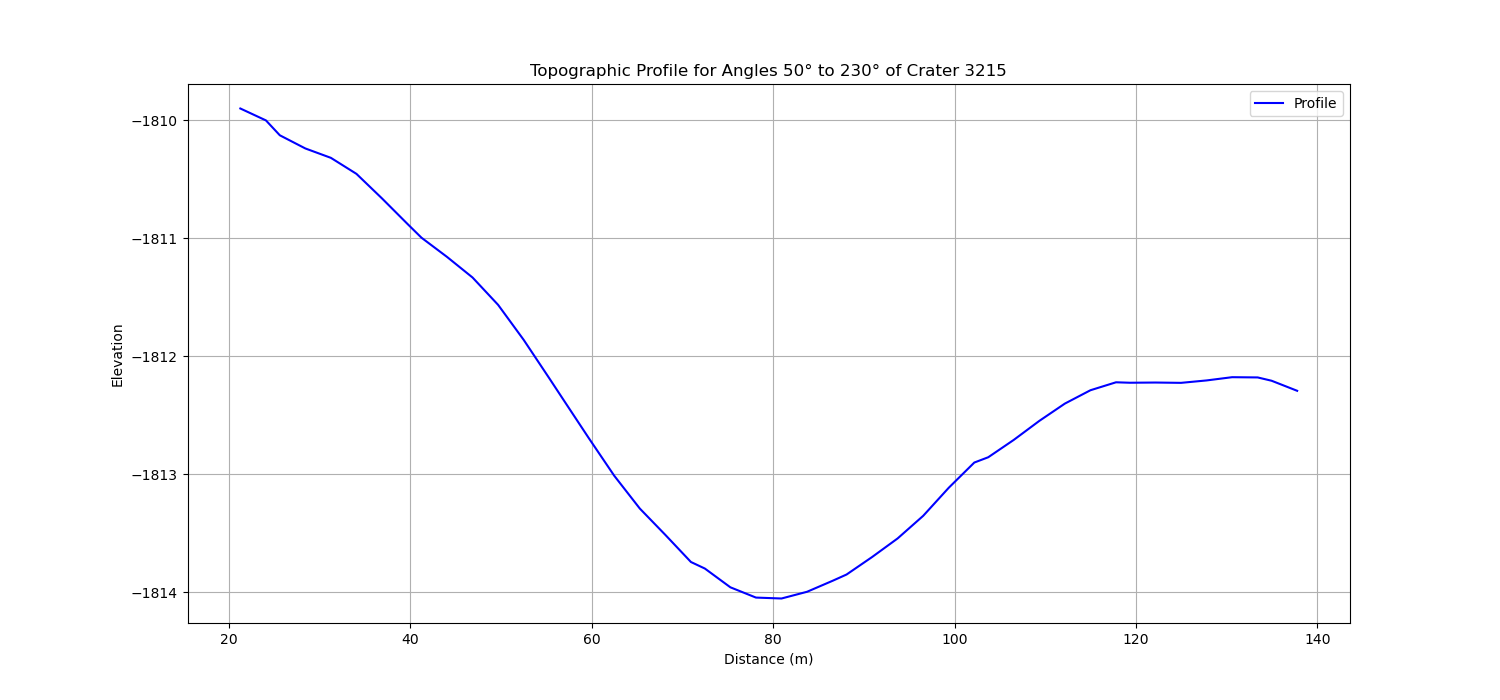 Topographic Profile for Angles 50° to 230° of Crater 3215
Profile
−1810
−1811
−1812
−1813
−1814
Elevation
20 40 60 80 100 120 140
Distance (m)